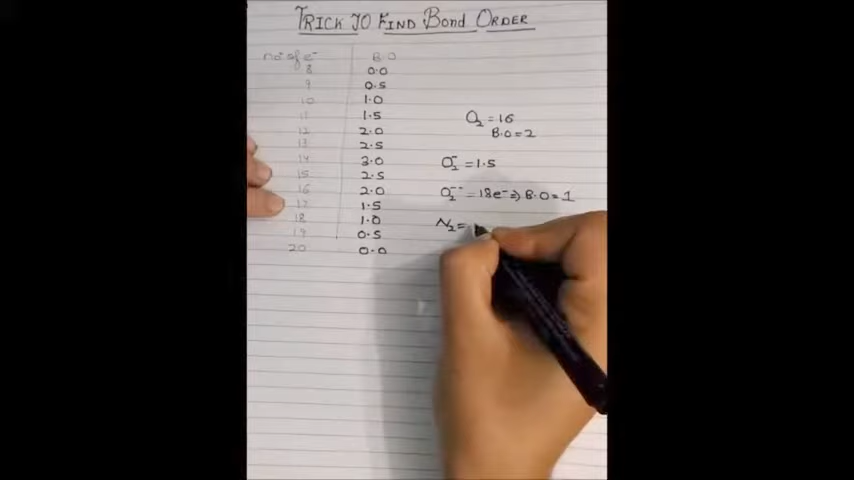 TRICK TO FIND BOND ORDER
no of e⁻ B.O
8 0.0
9 0.5
10 1.0
11 1.5
12 2.0
13 2.5
14 3.0
15 2.5
16 2.0
17 1.5
18 1.0
19 0.5
20 0.0
O₂ = 16
B.O = 2
O₂⁻ = 1.5
O₂⁻⁻ = 18e⁻ ⇒ B.O = 1
N₂ =